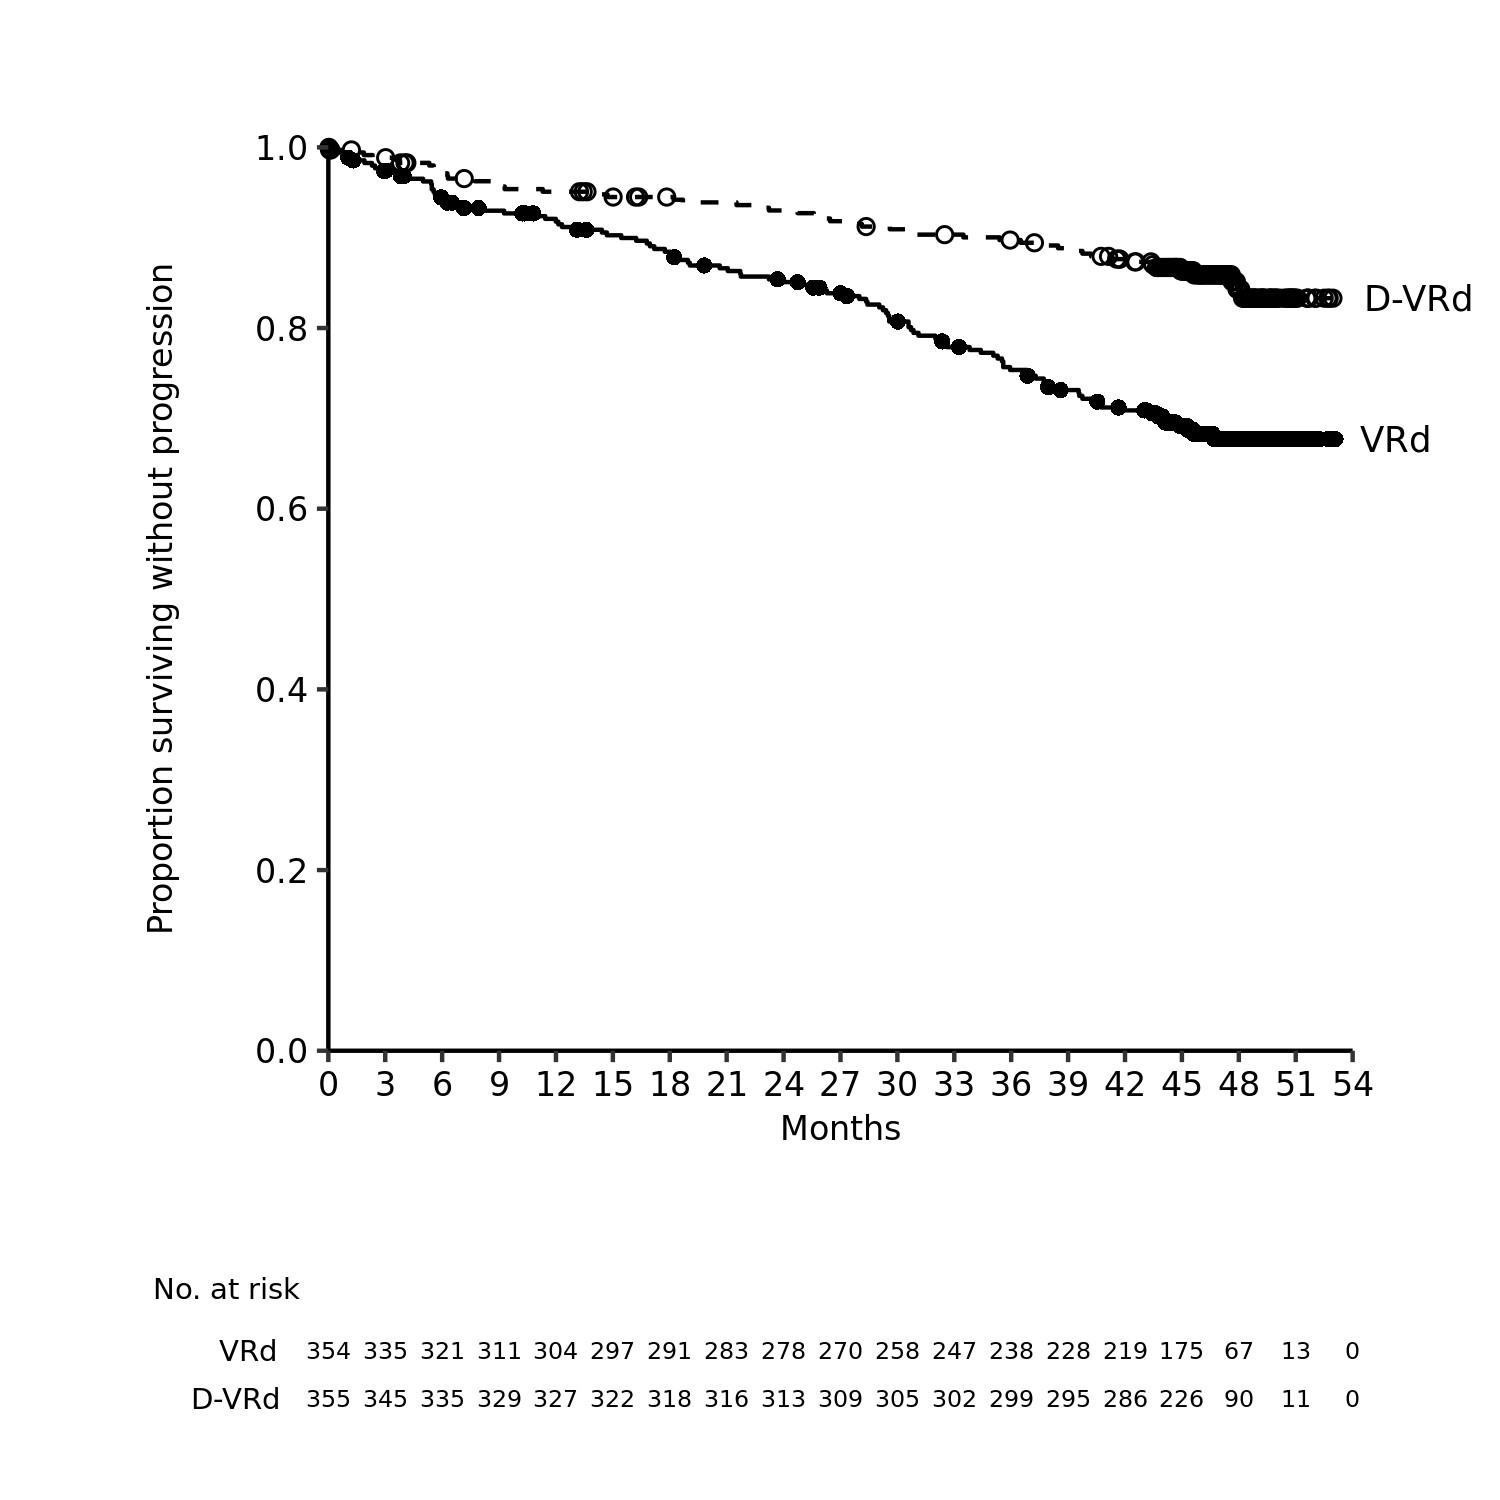 1.0
0.8
0.6
0.4
0.2
0.0
Proportion surviving without progression
D-VRd
VRd
0 3 6 9 12 15 18 21 24 27 30 33 36 39 42 45 48 51 54
Months
No. at risk
VRd 354 335 321 311 304 297 291 283 278 270 258 247 238 228 219 175 67 13 0
D-VRd 355 345 335 329 327 322 318 316 313 309 305 302 299 295 286 226 90 11 0